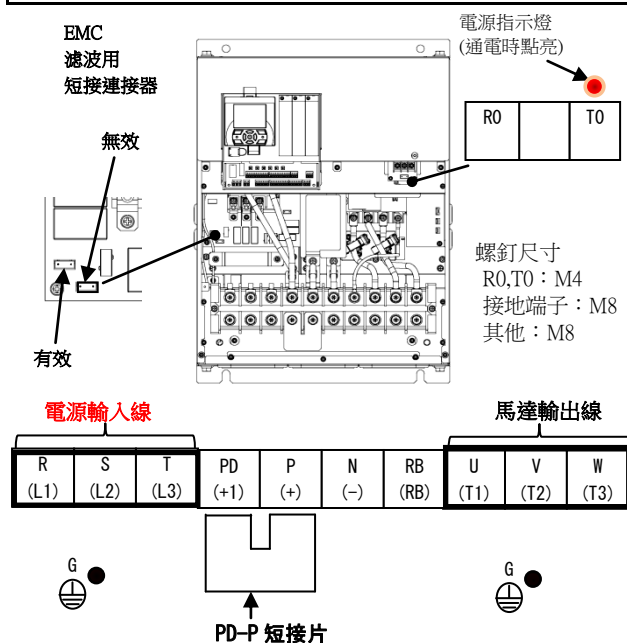 EMC
濾波用
短接連接器
無效
有效
電源指示燈
(通電時點亮)
R0
T0
螺釘尺寸
R0,T0：M4
接地端子：M8
其他：M8
電源輸入線
馬達輸出線
R S T PD P N RB U V W
(L1) (L2) (L3) (+1) (+) (-) (RB) (T1) (T2) (T3)
G
G
PD-P 短接片